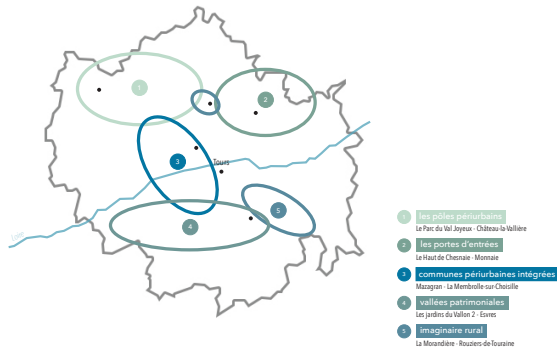 1
2
3
Tours
4
5
Loire
1 les pôles périurbains
Le Parc du Val Joyeux - Château-la-Vallière
2 les portes d'entrées
Le Haut de Chesnaie - Monnaie
3 communes périurbaines intégrées
Mazagran - La Membrolle-sur-Choisille
4 vallées patrimoniales
Les jardins du Vallon 2 - Esvres
5 imaginaire rural
La Morandière - Rouziers-de-Touraine